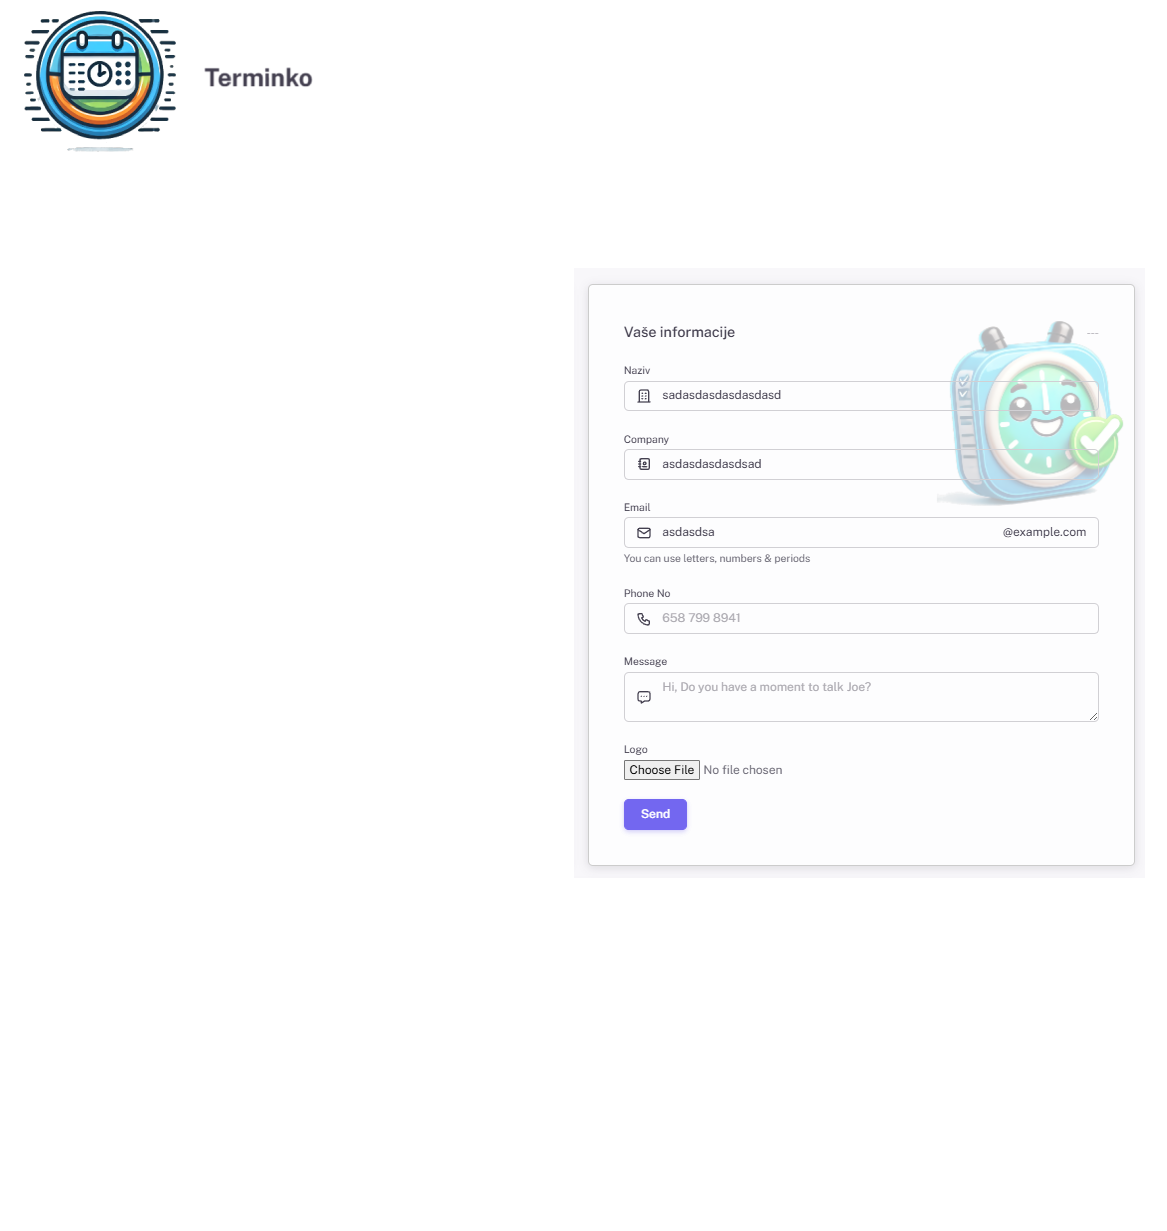 Terminko
Vaše informacije
Naziv
sadasdasdasdasdasd
Company
asdasdasdasdsad
Email
asdasdsa @example.com
You can use letters, numbers & periods
Phone No
658 799 8941
Message
Hi, Do you have a moment to talk Joe?
Logo
Choose File No file chosen
Send